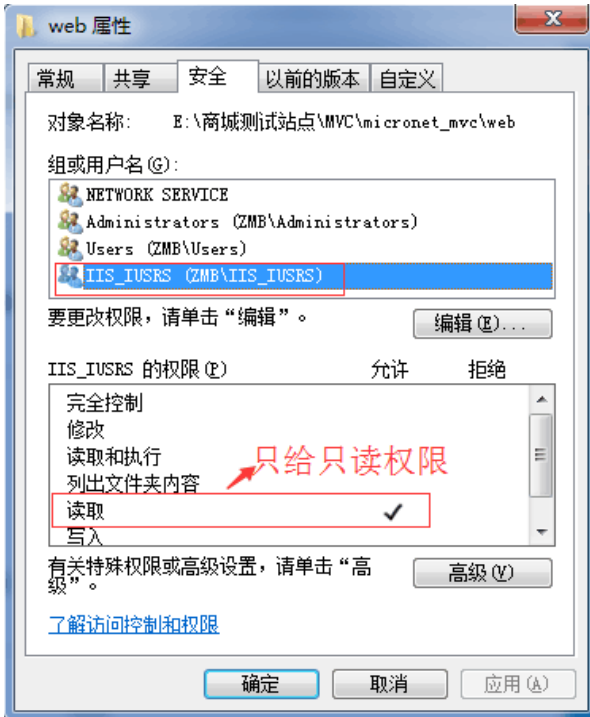 web 属性
常规 共享 安全 以前的版本 自定义
对象名称: E:\商城测试站点\MVC\micronet_mvc\web
组或用户名(G):
NETWORK SERVICE
Administrators (ZMB\Administrators)
Users (ZMB\Users)
IIS_IUSRS (ZMB\IIS_IUSRS)
要更改权限，请单击“编辑”。 编辑(E)...
IIS_IUSRS 的权限(P) 允许 拒绝
完全控制
修改
读取和执行
只给只读权限
列出文件夹内容
读取
写入
有关特殊权限或高级设置，请单击“高
级”。
高级(V)
了解访问控制和权限
确定 取消 应用(A)